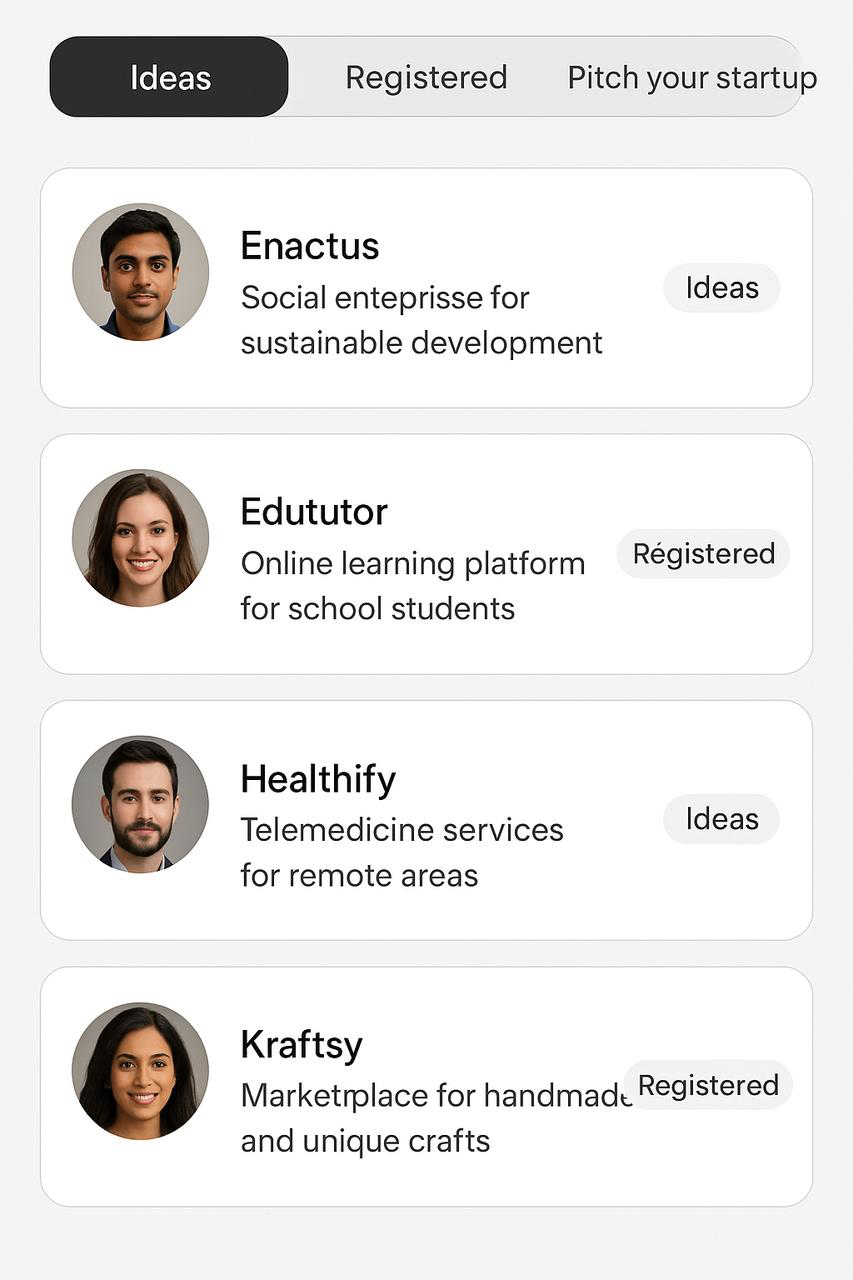 Ideas
Registered
Pitch your startup
Enactus
Social enteprisse for
sustainable development
Ideas
Edututor
Online learning platform
for school students
Régistered
Healthify
Telemedicine services
for remote areas
Ideas
Kraftsy
Marketrplace for handmade
and unique crafts
Registered